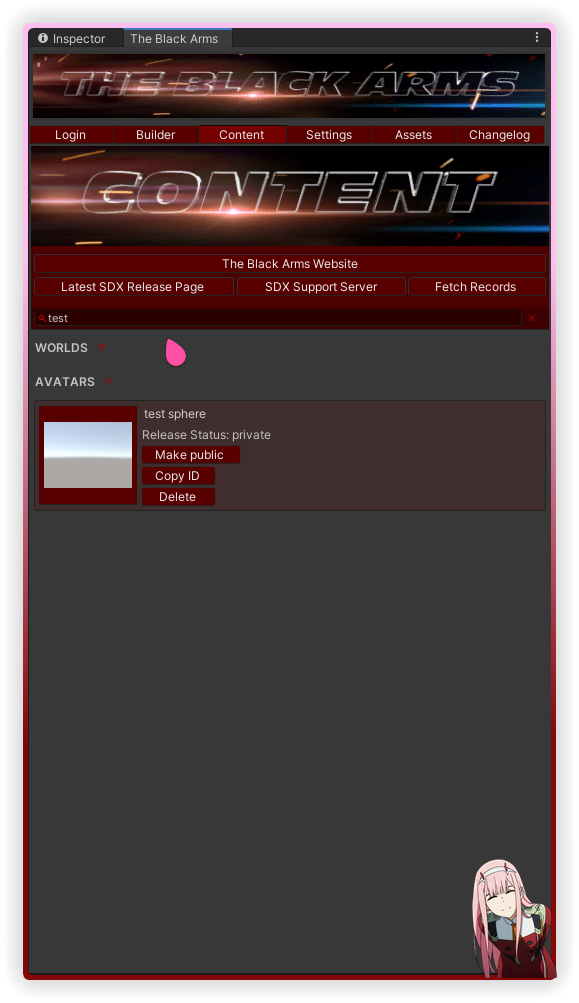 Inspector The Black Arms
THE BLACK ARMS
Login Builder Content Settings Assets Changelog
CONTENT
The Black Arms Website
Latest SDX Release Page SDX Support Server Fetch Records
test
WORLDS
AVATARS
test sphere
Release Status: private
Make public
Copy ID
Delete